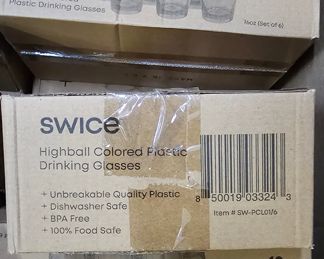 Plastic Drinking Glasses
16oz (Set of 6)
swice
Highball Colored Plastic
Drinking Glasses
+ Unbreakable Quality Plastic
+ Dishwasher Safe
+ BPA Free
+ 100% Food Safe
8 50019 03324 3
Item # SW-PCL01/6